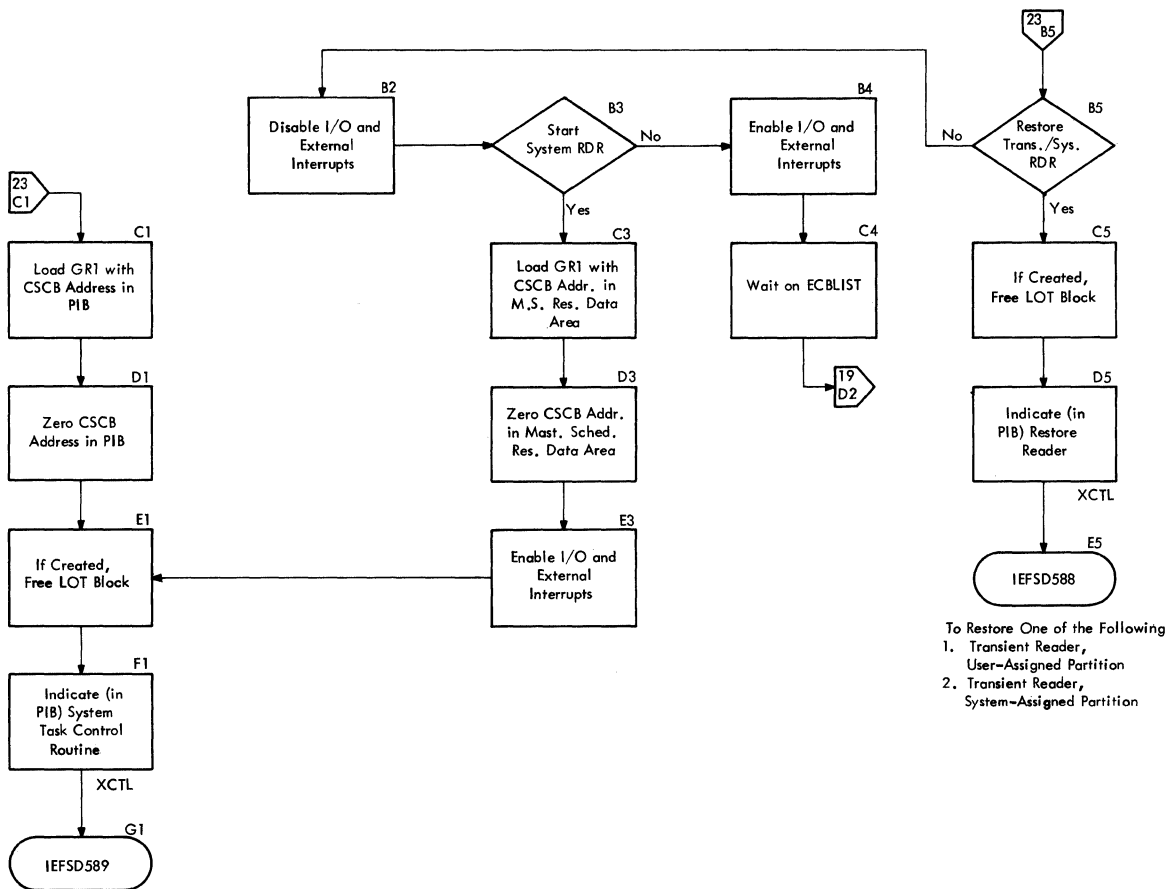 23
B5
B2
Disable I/O and
External
Interrupts
B3
Start
System RDR
No
Yes
B4
Enable I/O and
External
Interrupts
B5
No
Restore
Trans./Sys.
RDR
Yes
23
C1
C1
Load GR1 with
CSCB Address in
PIB
C3
Load GR1 with
CSCB Addr. in
M.S. Res. Data
Area
C4
Wait on ECBLIST
C5
If Created,
Free LOT Block
D1
Zero CSCB
Address in PIB
D3
Zero CSCB Addr.
in Mast. Sched.
Res. Data Area
19
D2
D5
Indicate (in
PIB) Restore
Reader
XCTL
E1
If Created,
Free LOT Block
E3
Enable I/O and
External
Interrupts
E5
IEFSD588
To Restore One of the Following
1. Transient Reader,
User-Assigned Partition
2. Transient Reader,
System-Assigned Partition
F1
Indicate (in
PIB) System
Task Control
Routine
XCTL
G1
IEFSD589